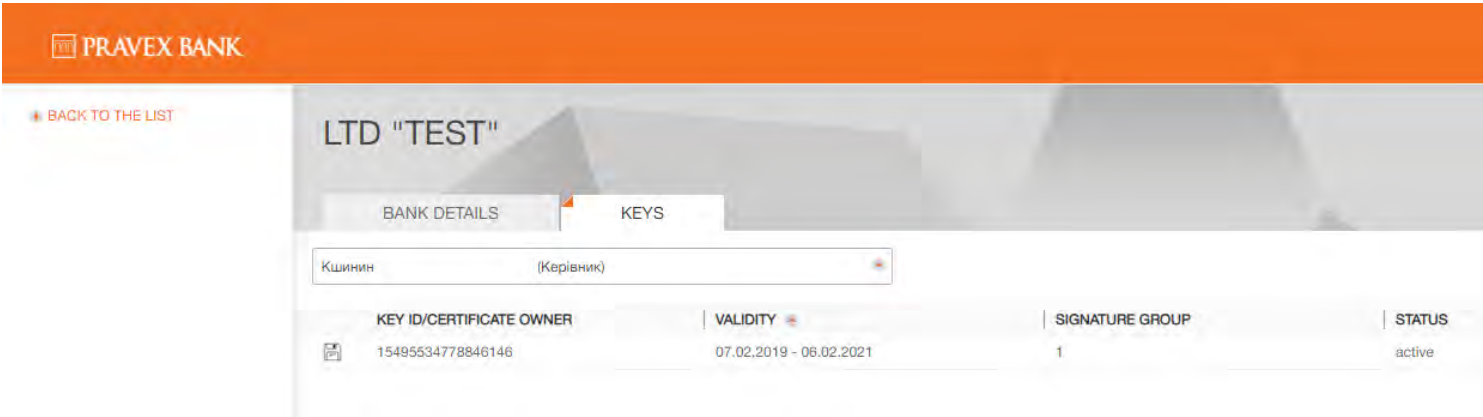 PRAVEX BANK
BACK TO THE LIST
LTD "TEST"
BANK DETAILS KEYS
Кшинин (Керівник)
KEY ID/CERTIFICATE OWNER VALIDITY SIGNATURE GROUP STATUS
15495534778846146 07.02.2019 - 06.02.2021 1 active